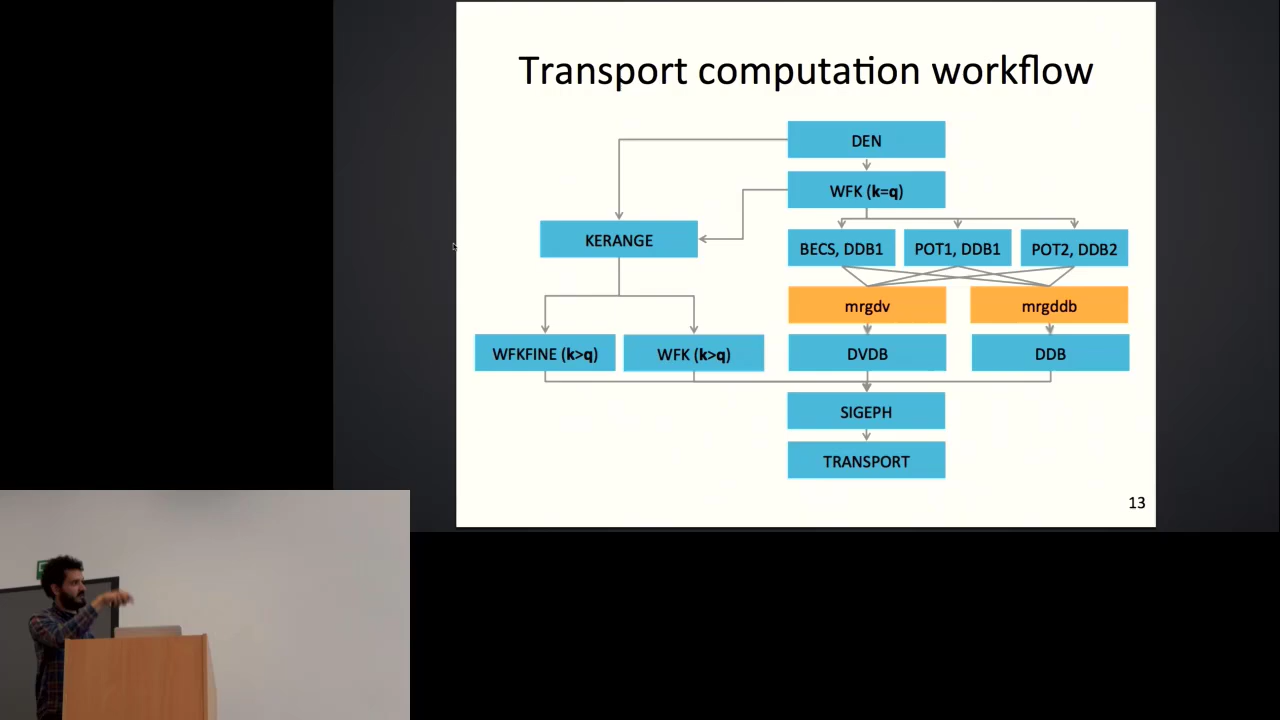 Transport computation workflow
DEN
WFK (k=q)
KERANGE
BECS, DDB1
POT1, DDB1
POT2, DDB2
mrgdv
mrgddb
WFKFINE (k>q)
WFK (k>q)
DVDB
DDB
SIGEPH
TRANSPORT
13